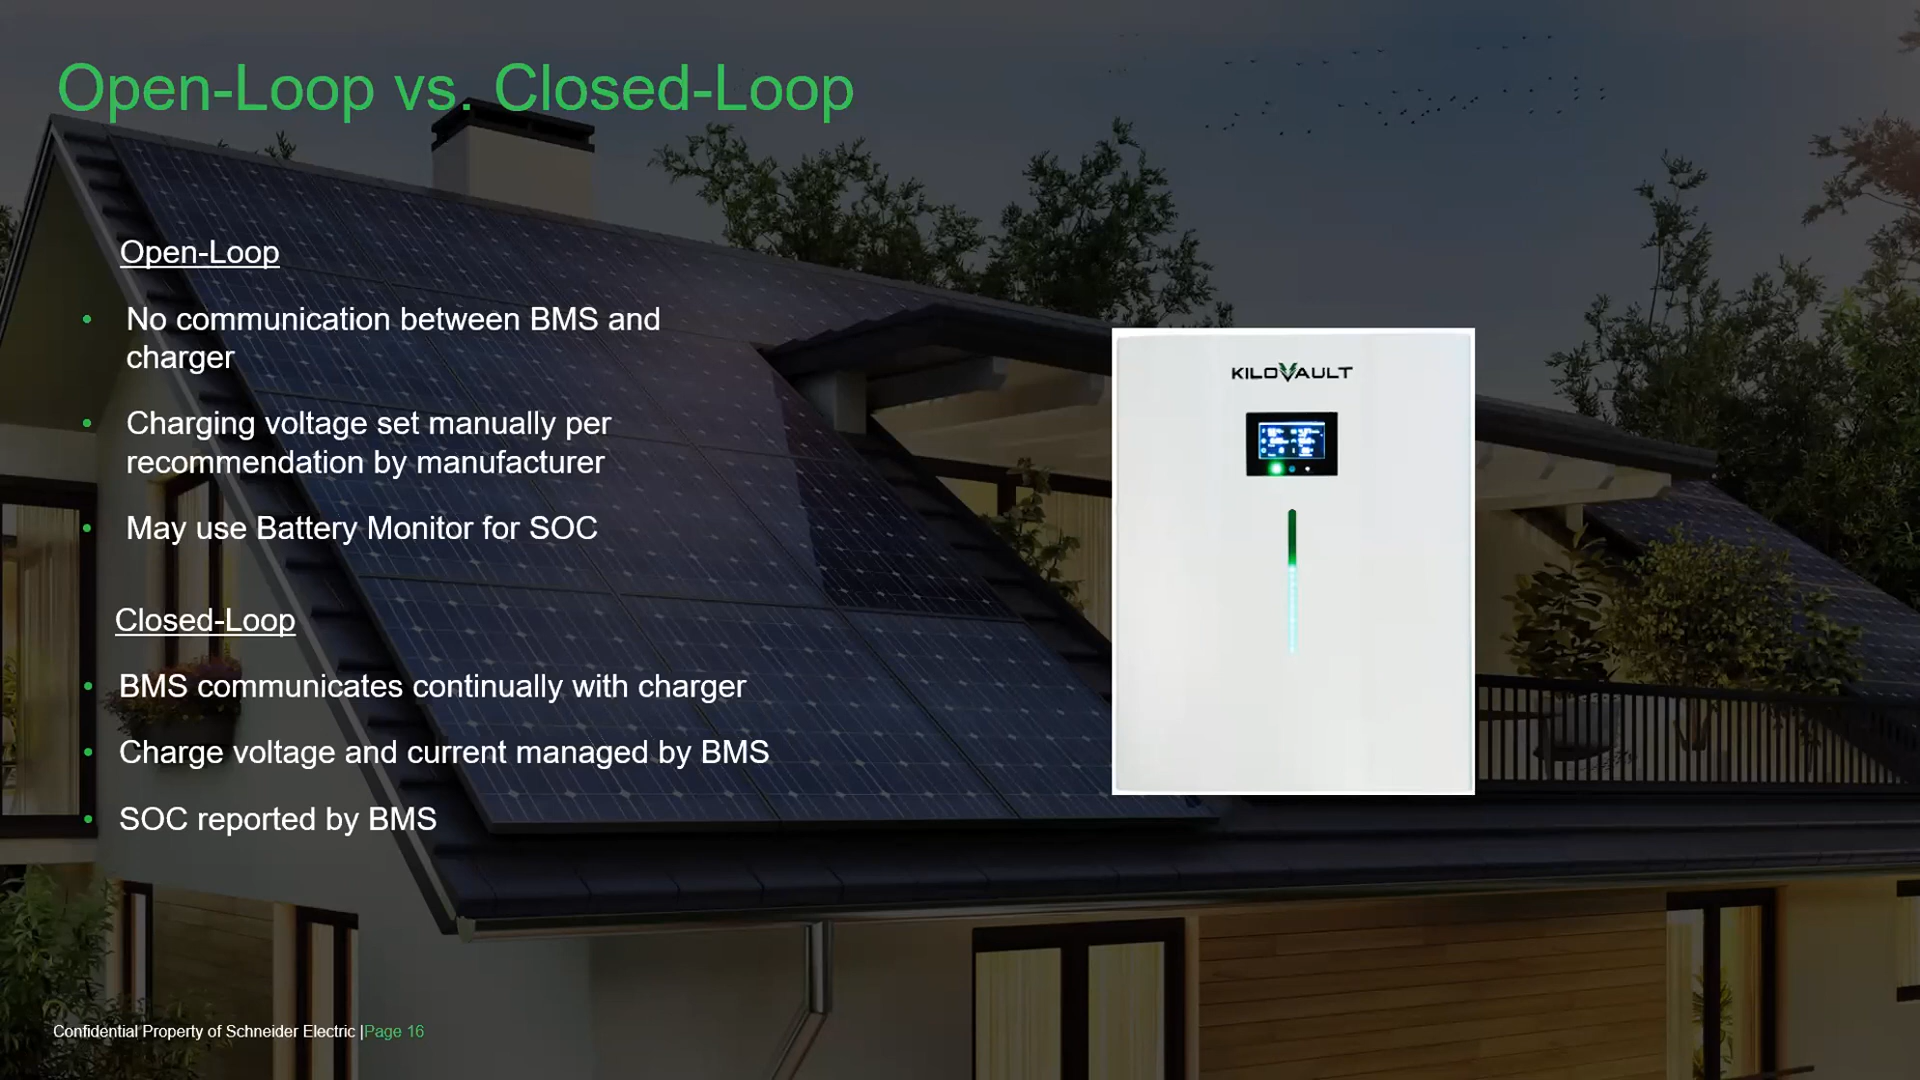 Open-Loop vs. Closed-Loop
Open-Loop
• No communication between BMS and
charger
• Charging voltage set manually per
recommendation by manufacturer
• May use Battery Monitor for SOC
Closed-Loop
• BMS communicates continually with charger
• Charge voltage and current managed by BMS
• SOC reported by BMS
KILOVAULT
Confidential Property of Schneider Electric |Page 16